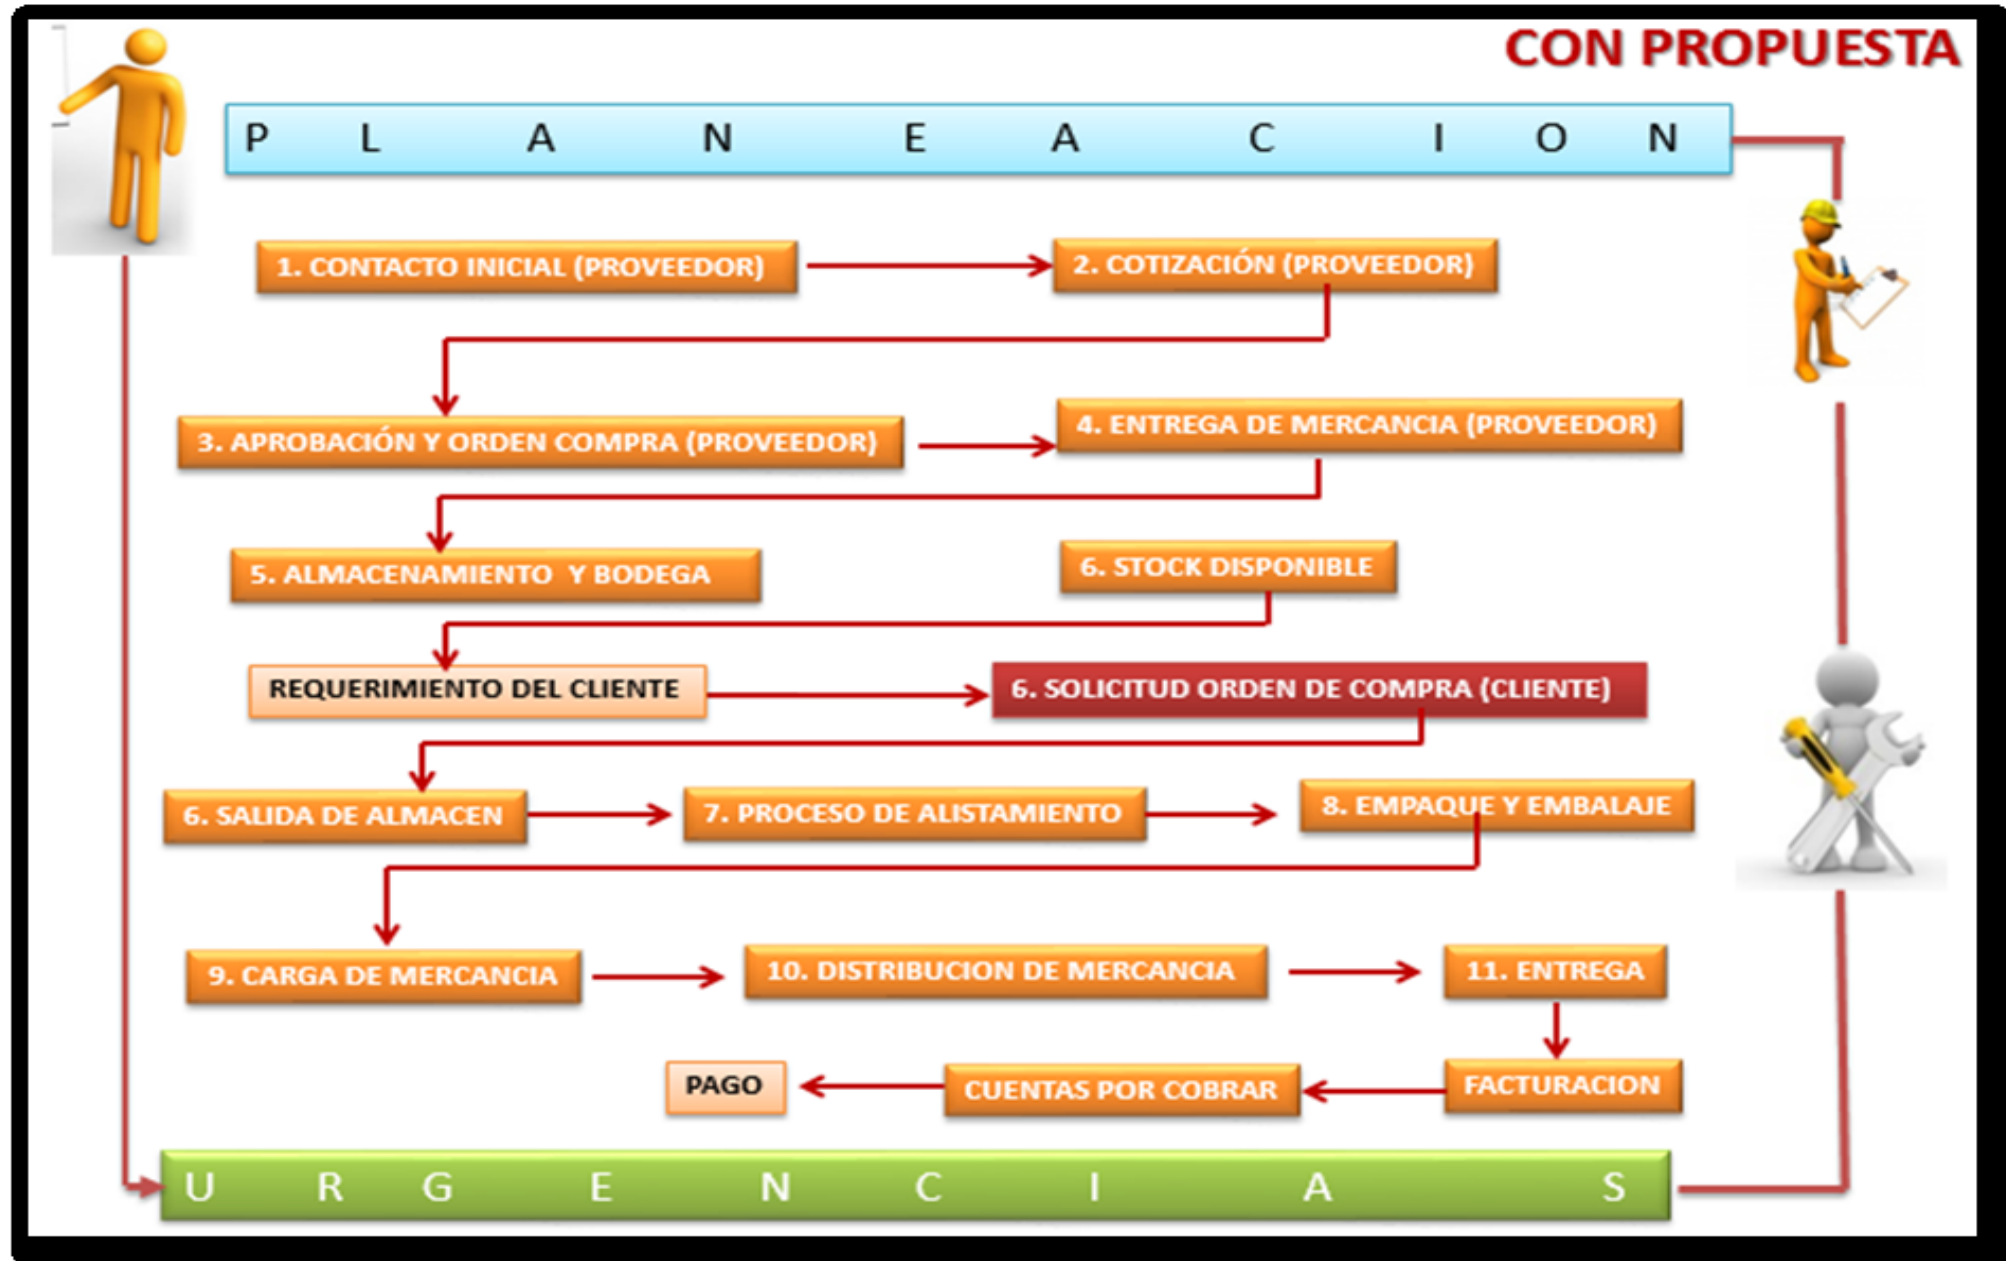 CON PROPUESTA
P L A N E A C I O N
1. CONTACTO INICIAL (PROVEEDOR)
2. COTIZACIÓN (PROVEEDOR)
3. APROBACIÓN Y ORDEN COMPRA (PROVEEDOR)
4. ENTREGA DE MERCANCIA (PROVEEDOR)
5. ALMACENAMIENTO Y BODEGA
6. STOCK DISPONIBLE
REQUERIMIENTO DEL CLIENTE
6. SOLICITUD ORDEN DE COMPRA (CLIENTE)
6. SALIDA DE ALMACEN
7. PROCESO DE ALISTAMIENTO
8. EMPAQUE Y EMBALAJE
9. CARGA DE MERCANCIA
10. DISTRIBUCION DE MERCANCIA
11. ENTREGA
PAGO
CUENTAS POR COBRAR
FACTURACION
U R G E N C I A S